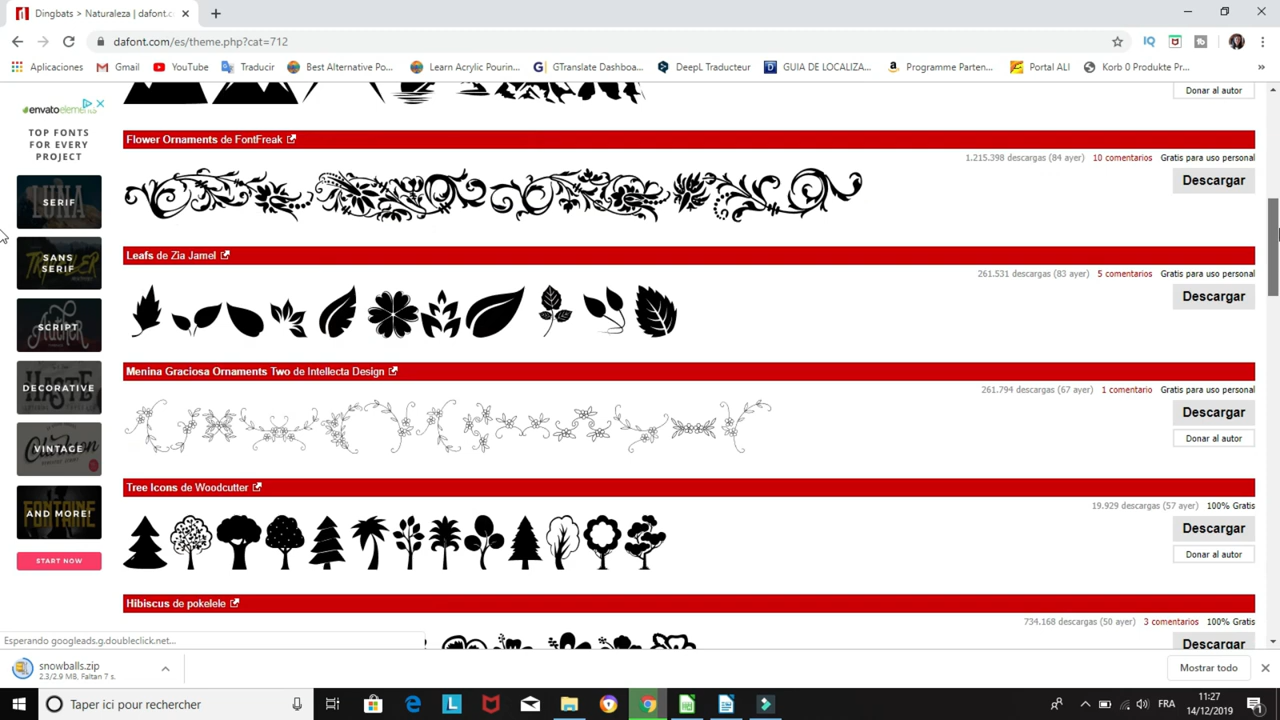 Dingbats > Naturaleza | dafont.c
dafont.com/es/theme.php?cat=712
Aplicaciones
Gmail
YouTube
Traducir
Best Alternative Po...
Learn Acrylic Pourin...
GTranslate Dashboa...
DeepL Traducteur
GUIA DE LOCALIZA...
Programme Parten...
Portal ALI
Korb 0 Produkte Pr...
»
Donar al autor
envatoelements
TOP FONTS
FOR EVERY
PROJECT
LUNA
SERIF
SANS
SERIF
SCRIPT
DECORATIVE
VINTAGE
AND MORE!
START NOW
Flower Ornaments de FontFreak
1.215.398 descargas (84 ayer) 10 comentarios Gratis para uso personal
Descargar
Leafs de Zia Jamel
261.531 descargas (83 ayer) 5 comentarios Gratis para uso personal
Descargar
Menina Graciosa Ornaments Two de Intellecta Design
261.794 descargas (67 ayer) 1 comentario Gratis para uso personal
Descargar
Donar al autor
Tree Icons de Woodcutter
19.929 descargas (57 ayer) 100% Gratis
Descargar
Donar al autor
Hibiscus de pokelele
734.168 descargas (50 ayer) 3 comentarios 100% Gratis
Descargar
Esperando googleads.g.doubleclick.net...
snowballs.zip
2.3/2.9 MB, Faltan 7 s.
Mostrar todo
Taper ici pour rechercher
FRA
11:27
14/12/2019